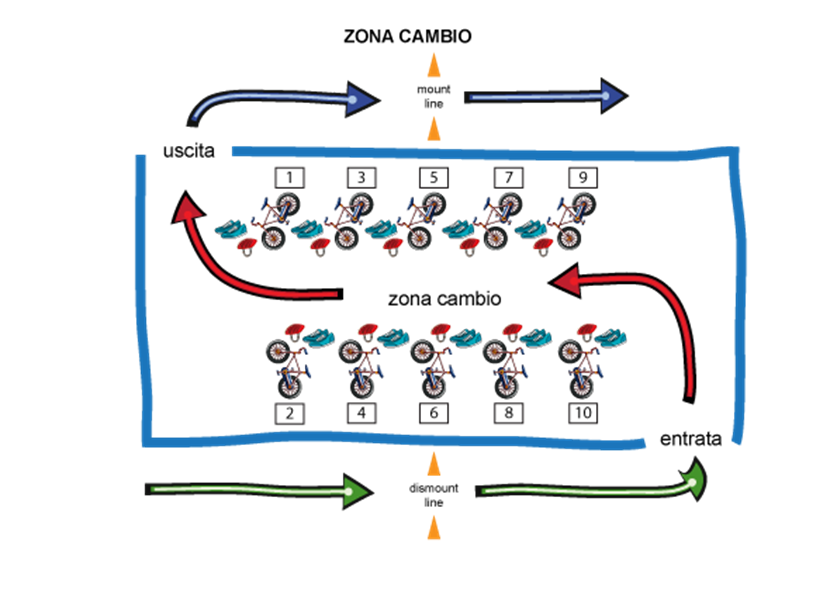 ZONA CAMBIO
mount
line
uscita
1 3 5 7 9
zona cambio
2 4 6 8 10
entrata
dismount
line